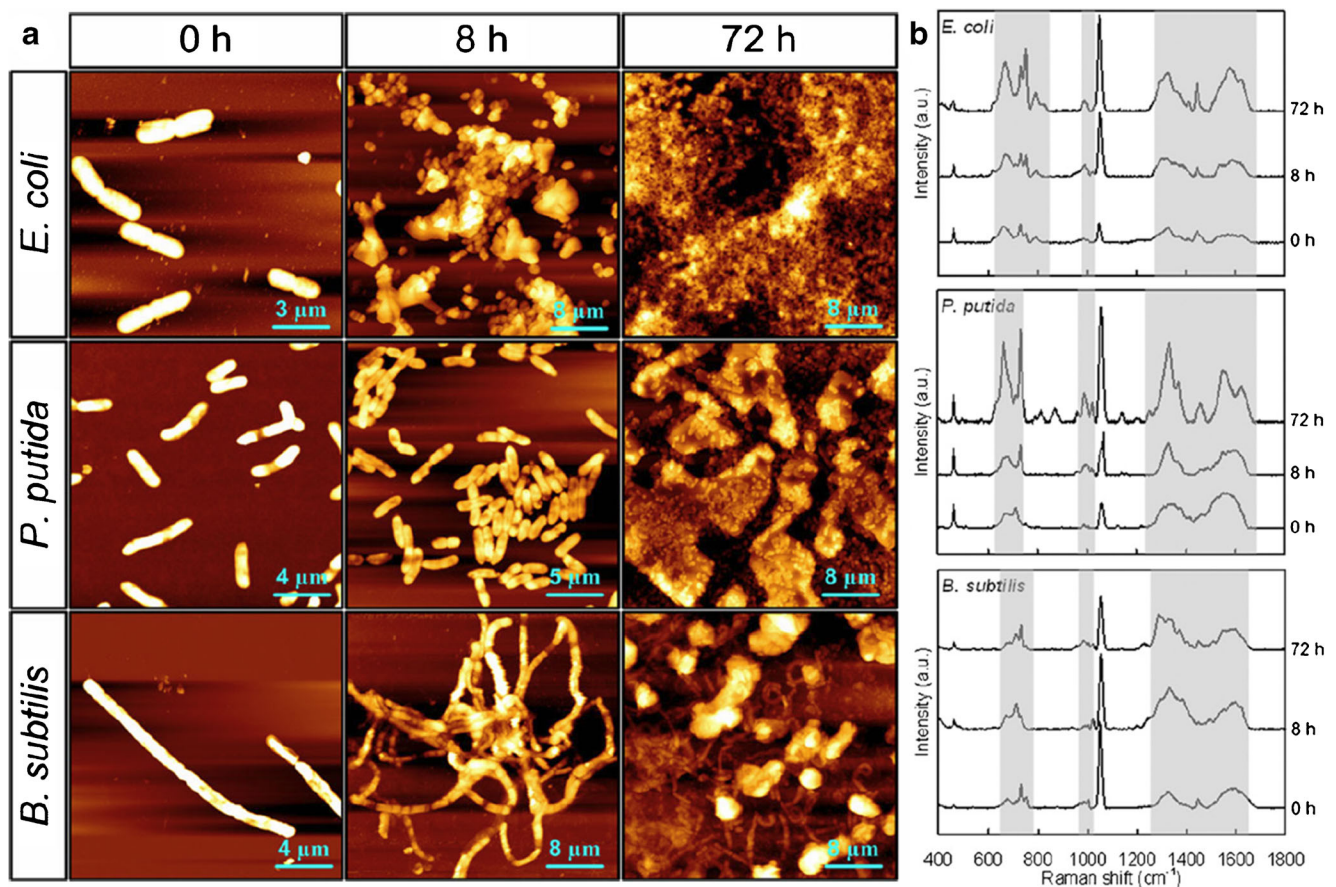 a
0 h
8 h
72 h
E. coli
3 μm
8 μm
8 μm
P. putida
4 μm
5 μm
8 μm
B. subtilis
4 μm
8 μm
8 μm
b
E. coli
72 h
8 h
0 h
Intensity (a.u.)
P. putida
72 h
8 h
0 h
Intensity (a.u.)
B. subtilis
72 h
8 h
0 h
Intensity (a.u.)
400 600 800 1000 1200 1400 1600 1800
Raman shift (cm⁻¹)